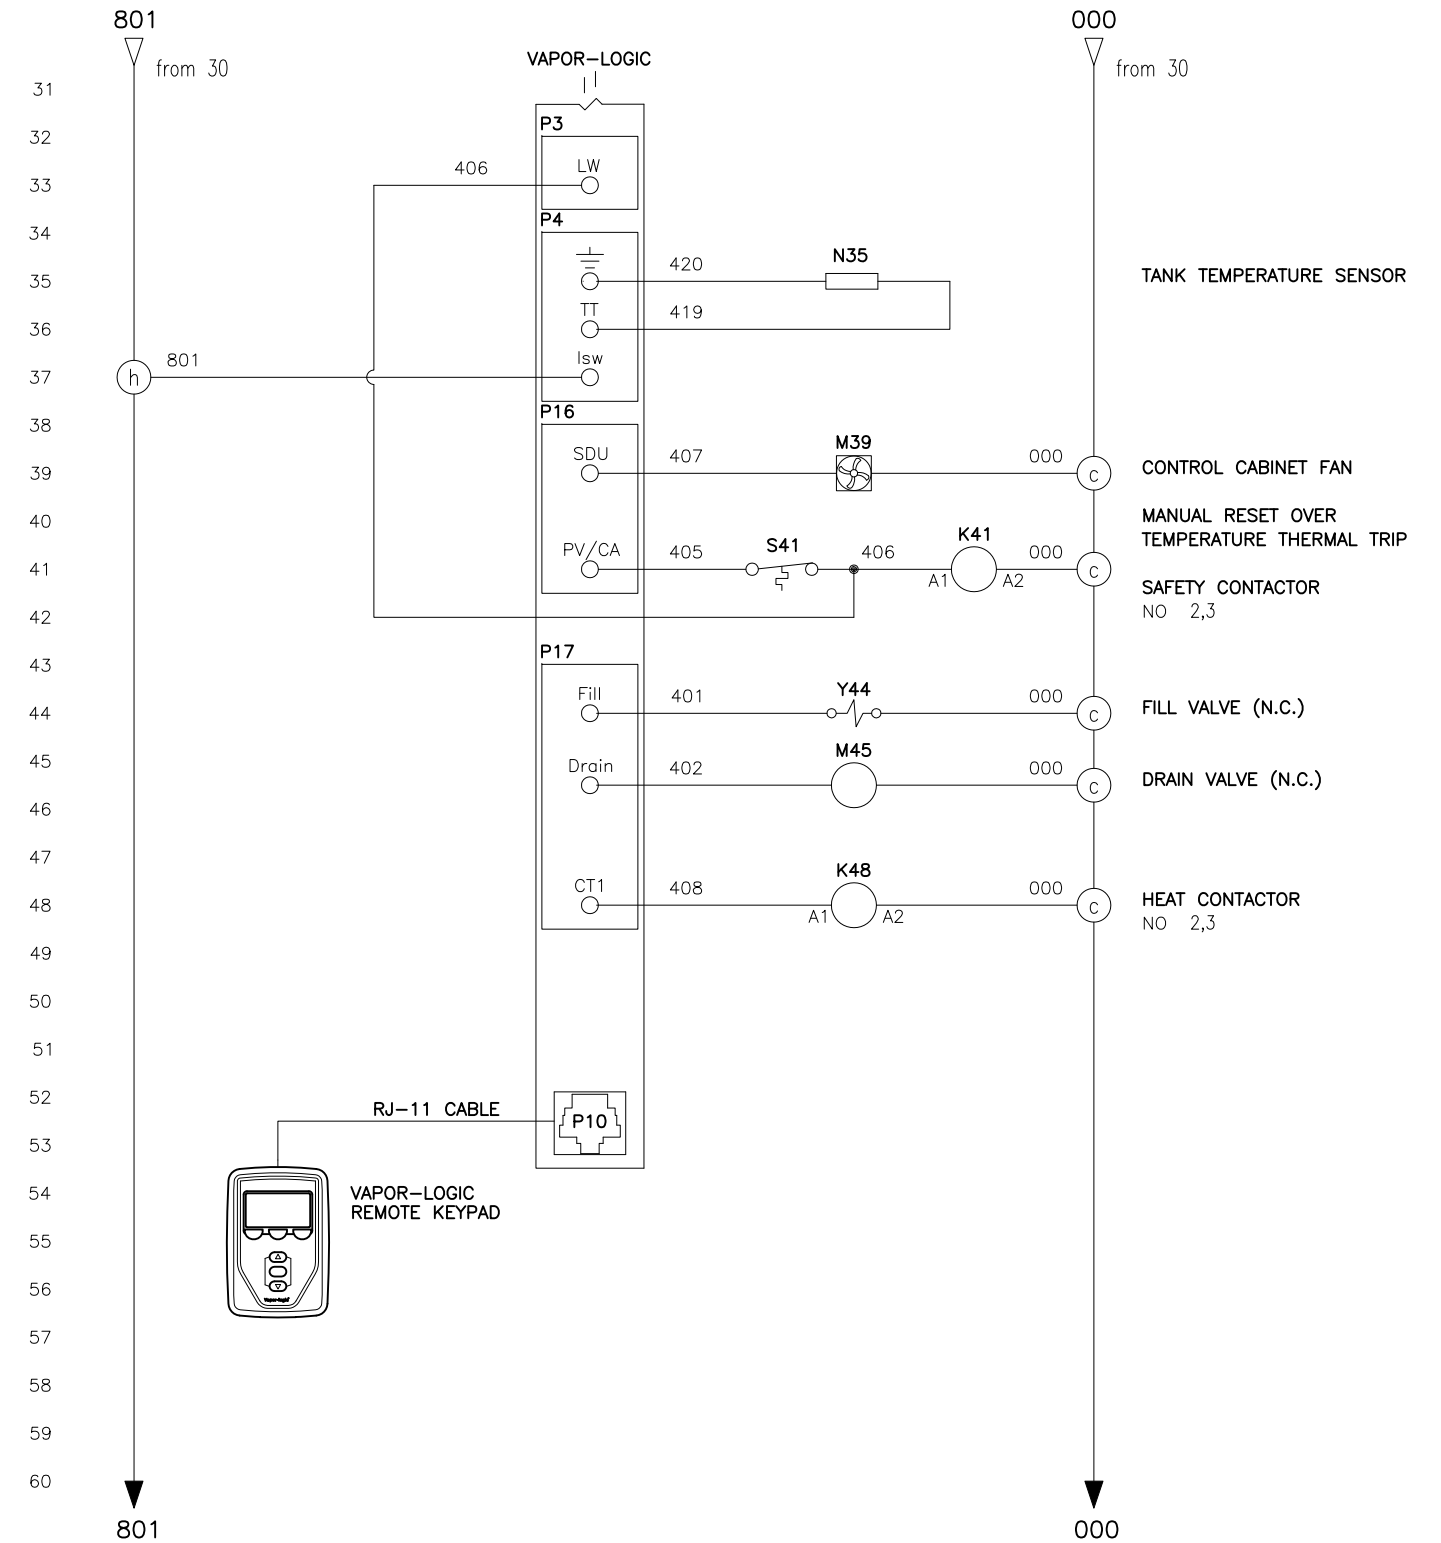 801
000
from 30
from 30
VAPOR-LOGIC
31
32
P3
LW
406
33
34
P4
35
420
N35
TANK TEMPERATURE SENSOR
TT
36
419
Isw
37
h
801
38
P16
SDU
39
407
M39
000
c
CONTROL CABINET FAN
40
MANUAL RESET OVER
TEMPERATURE THERMAL TRIP
PV/CA
41
405
S41
406
K41
A1
A2
000
c
SAFETY CONTACTOR
NO 2,3
42
43
P17
Fill
44
401
Y44
000
c
FILL VALVE (N.C.)
45
Drain
402
M45
000
c
DRAIN VALVE (N.C.)
46
47
CT1
48
408
K48
A1
A2
000
c
HEAT CONTACTOR
NO 2,3
49
50
51
52
RJ-11 CABLE
P10
53
54
VAPOR-LOGIC
REMOTE KEYPAD
55
56
Vapor-logic
57
58
59
60
801
000